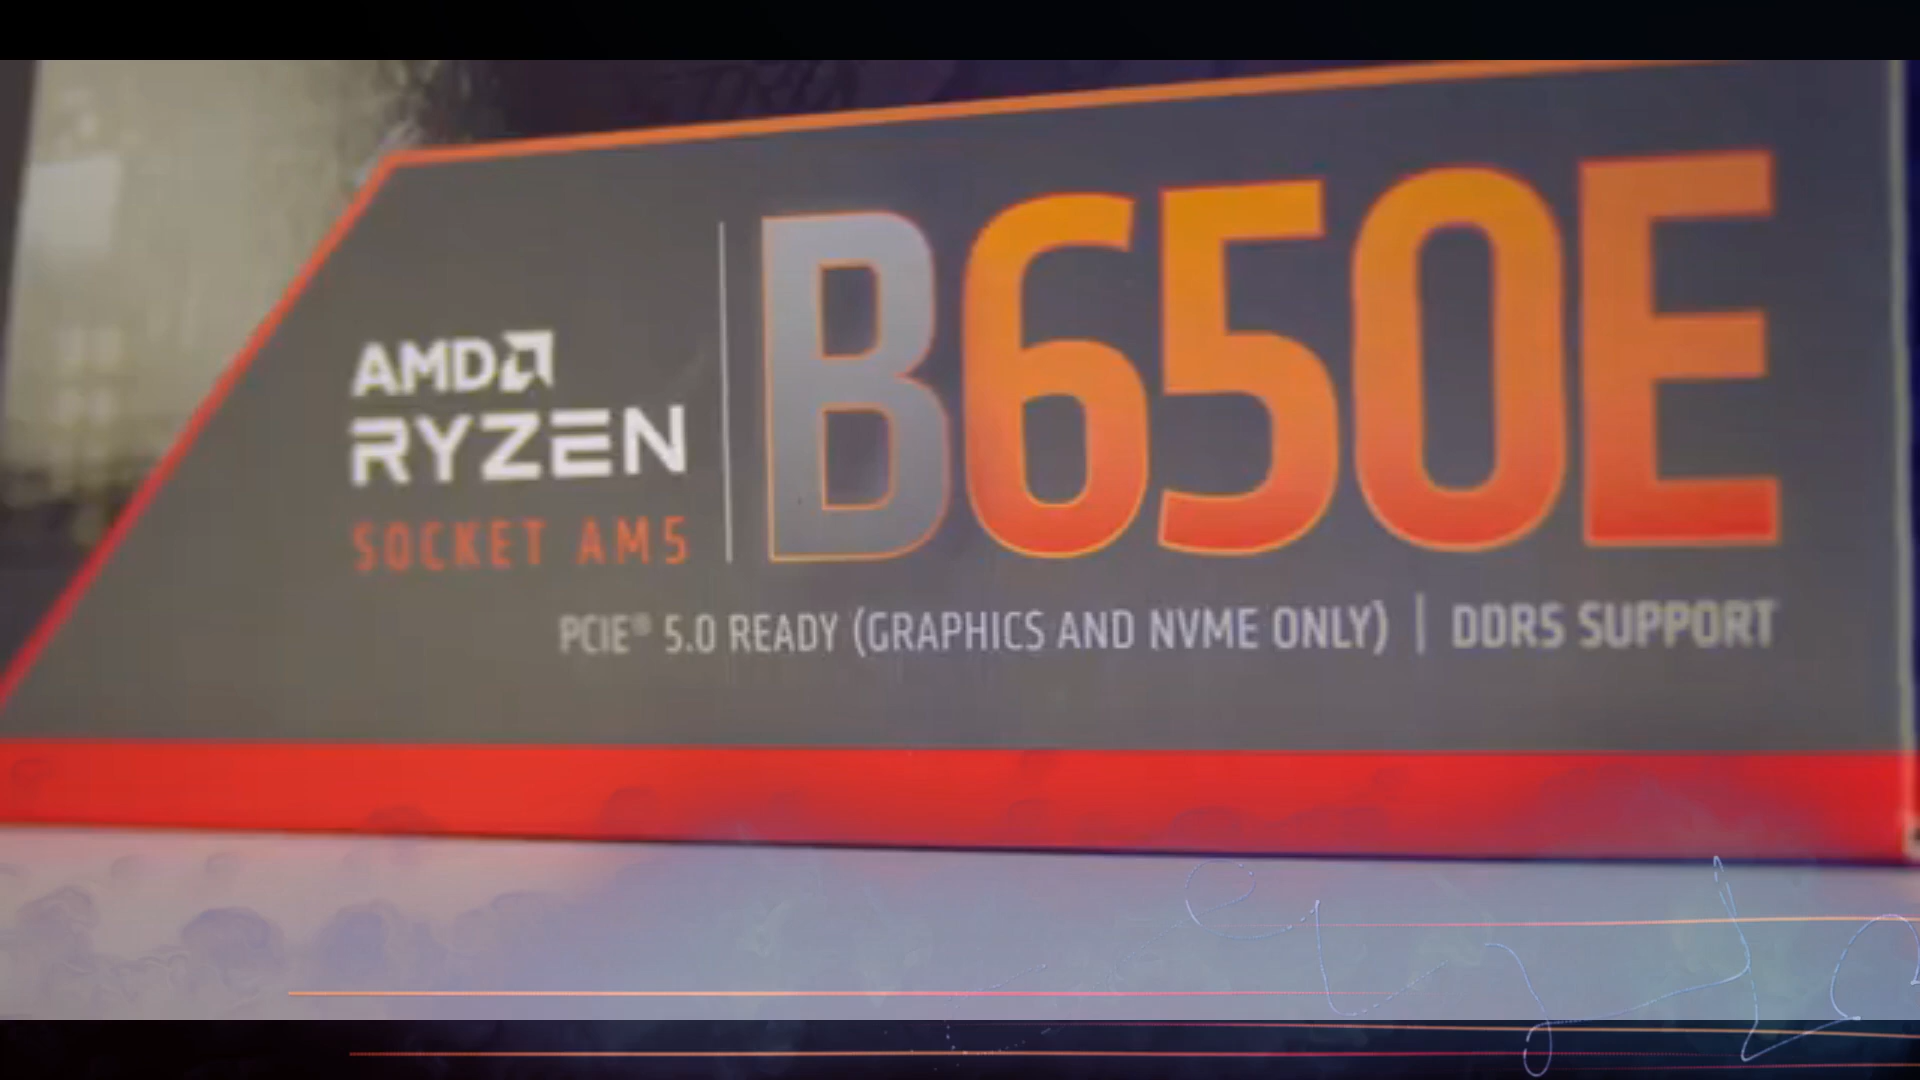 AMD
RYZEN
SOCKET AM5
B650E
PCIE® 5.0 READY (GRAPHICS AND NVME ONLY) | DDR5 SUPPORT